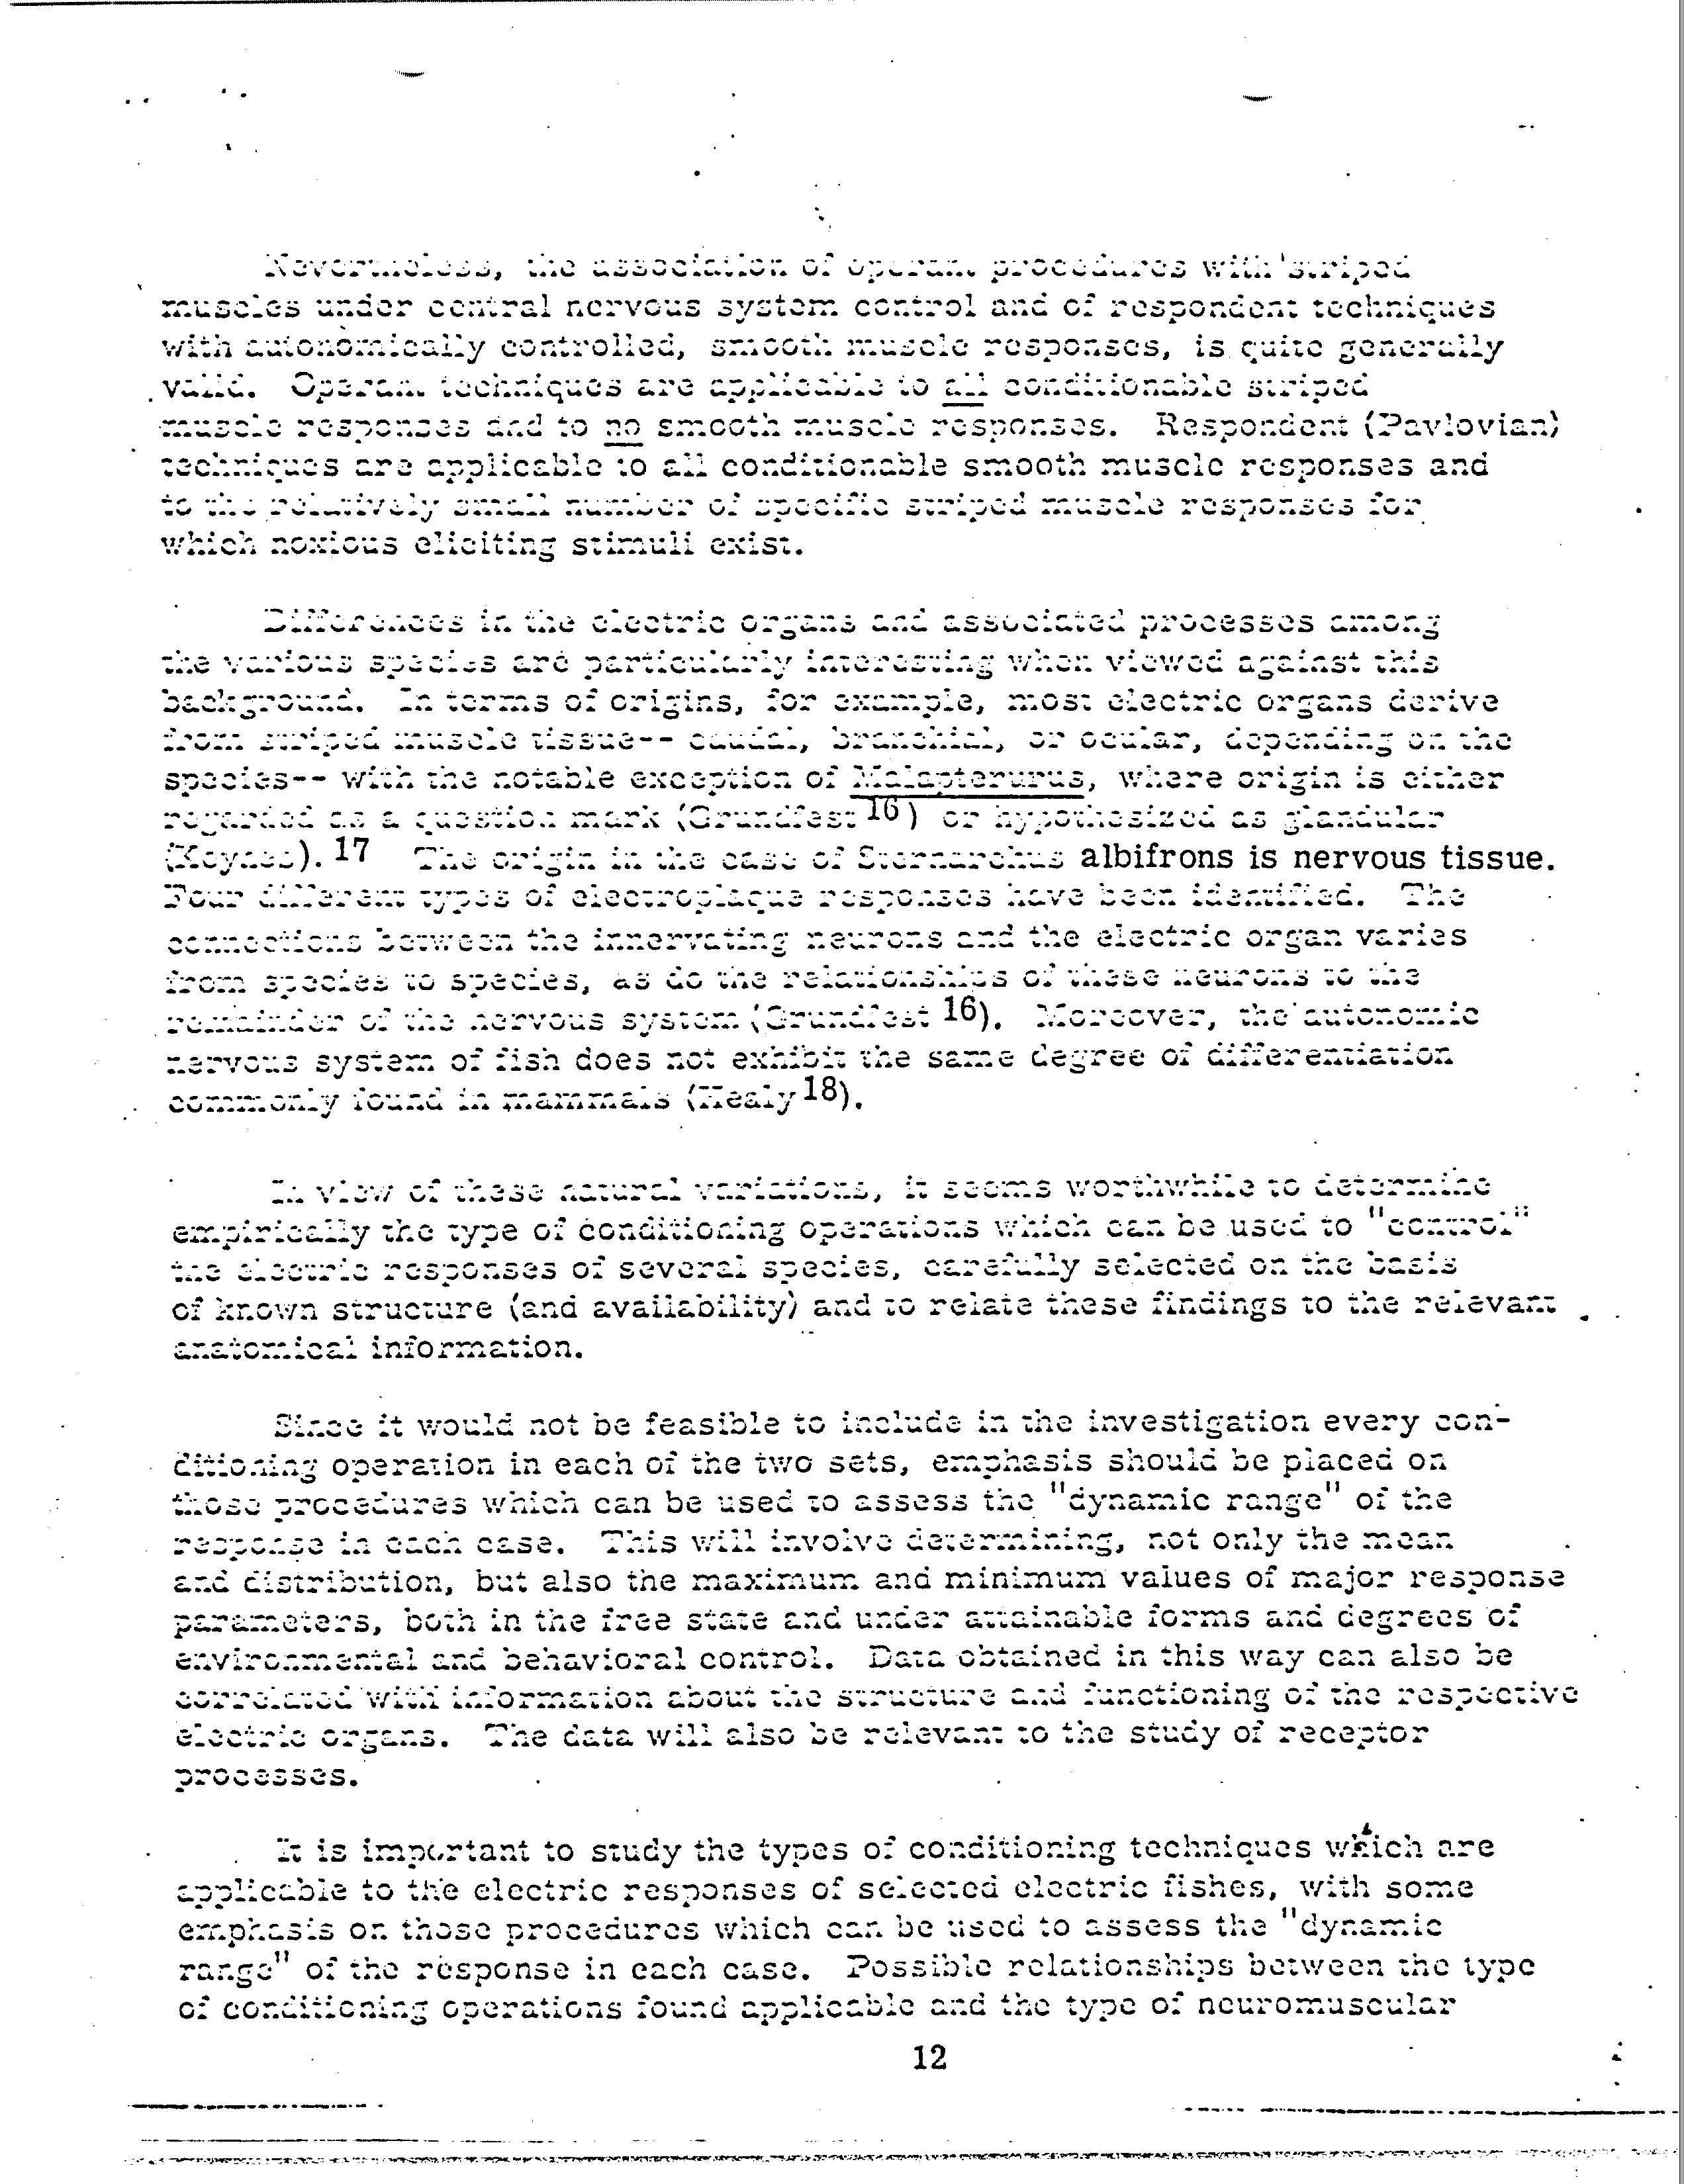 Nevertheless, the association of operant procedures with striped
muscles under central nervous system control and of respondent techniques
with autonomically controlled, smooth muscle responses, is quite generally
valid. Operant techniques are applicable to all conditionable striped
muscle responses and to no smooth muscle responses. Respondent (Pavlovian)
techniques are applicable to all conditionable smooth muscle responses and
to the relatively small number of specific striped muscle responses for
which noxious eliciting stimuli exist.
Differences in the electric organs and associated processes among
the various species are particularly interesting when viewed against this
background. In terms of origins, for example, most electric organs derive
from striped muscle tissue-- caudal, branchial, or ocular, depending on the
species-- with the notable exception of Malapterurus, where origin is either
regarded as a question mark (Grundfest 16) or hypothesized as glandular
(Keynes). 17 The origin in the case of Sternarchus albifrons is nervous tissue.
Four different types of electroplaque responses have been identified. The
connections between the innervating neurons and the electric organ varies
from species to species, as do the relationships of these neurons to the
remainder of the nervous system (Grundfest 16). Moreover, the autonomic
nervous system of fish does not exhibit the same degree of differentiation
commonly found in mammals (Healy 18).
In view of these natural variations, it seems worthwhile to determine
empirically the type of conditioning operations which can be used to "control"
the electric responses of several species, carefully selected on the basis
of known structure (and availability) and to relate these findings to the relevant
anatomical information.
Since it would not be feasible to include in the investigation every con-
ditioning operation in each of the two sets, emphasis should be placed on
those procedures which can be used to assess the "dynamic range" of the
response in each case. This will involve determining, not only the mean
and distribution, but also the maximum and minimum values of major response
parameters, both in the free state and under attainable forms and degrees of
environmental and behavioral control. Data obtained in this way can also be
correlated with information about the structure and functioning of the respective
electric organs. The data will also be relevant to the study of receptor
processes.
It is important to study the types of conditioning techniques which are
applicable to the electric responses of selected electric fishes, with some
emphasis on those procedures which can be used to assess the "dynamic
range" of the response in each case. Possible relationships between the type
of conditioning operations found applicable and the type of neuromuscular
12